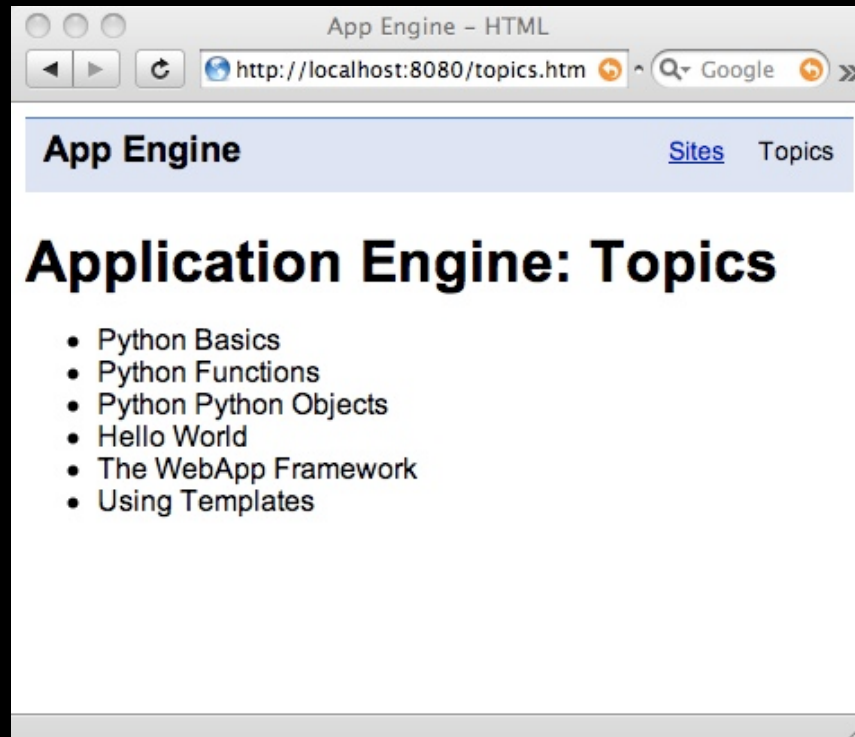 App Engine – HTML
http://localhost:8080/topics.htm Google
App Engine Sites Topics
Application Engine: Topics
• Python Basics
• Python Functions
• Python Python Objects
• Hello World
• The WebApp Framework
• Using Templates